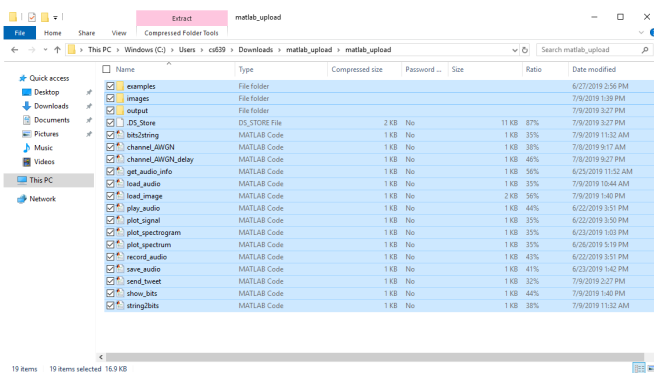 Extract matlab_upload
File Home Share View Compressed Folder Tools
This PC > Windows (C:) > Users > cs639 > Downloads > matlab_upload > matlab_upload Search matlab_upload
Name Type Compressed size Password ... Size Ratio Date modified
Quick access
Desktop
Downloads
Documents
Pictures
Music
Videos
This PC
Network
examples File folder 6/27/2019 2:56 PM
images File folder 7/9/2019 1:39 PM
output File folder 7/9/2019 3:27 PM
.DS_Store DS_STORE File 2 KB No 11 KB 87% 7/9/2019 3:27 PM
bits2string MATLAB Code 1 KB No 1 KB 35% 7/9/2019 11:32 AM
channel_AWGN MATLAB Code 1 KB No 1 KB 38% 7/8/2019 9:17 AM
channel_AWGN_delay MATLAB Code 1 KB No 1 KB 46% 7/8/2019 9:27 PM
get_audio_info MATLAB Code 1 KB No 1 KB 56% 6/25/2019 11:52 AM
load_audio MATLAB Code 1 KB No 1 KB 35% 7/9/2019 10:44 AM
load_image MATLAB Code 1 KB No 2 KB 56% 7/9/2019 1:40 PM
play_audio MATLAB Code 1 KB No 1 KB 44% 6/22/2019 3:51 PM
plot_signal MATLAB Code 1 KB No 1 KB 35% 6/22/2019 3:50 PM
plot_spectrogram MATLAB Code 1 KB No 1 KB 35% 6/23/2019 1:03 PM
plot_spectrum MATLAB Code 1 KB No 1 KB 35% 6/26/2019 5:19 PM
record_audio MATLAB Code 1 KB No 1 KB 43% 6/22/2019 3:51 PM
save_audio MATLAB Code 1 KB No 1 KB 41% 6/23/2019 1:42 PM
send_tweet MATLAB Code 1 KB No 1 KB 32% 7/9/2019 2:27 PM
show_bits MATLAB Code 1 KB No 1 KB 44% 7/9/2019 1:40 PM
string2bits MATLAB Code 1 KB No 1 KB 38% 7/9/2019 11:32 AM
19 items 19 items selected 16.9 KB